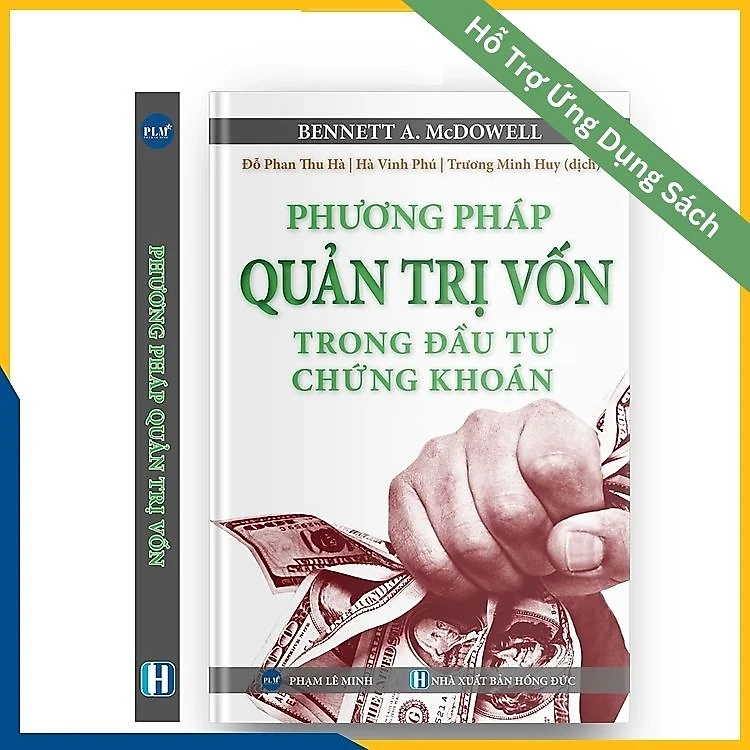 Hỗ Trợ Ứng Dụng Sách
BENNETT A. McDOWELL
Đỗ Phan Thu Hà | Hà Vinh Phú | Trương Minh Huy (dịch)
PHƯƠNG PHÁP
QUẢN TRỊ VỐN
TRONG ĐẦU TƯ
CHỨNG KHOÁN
PLM PHẠM LÊ MINH
H NHÀ XUẤT BẢN HỒNG ĐỨC
PLM
PHƯƠNG PHÁP QUẢN TRỊ VỐN
H